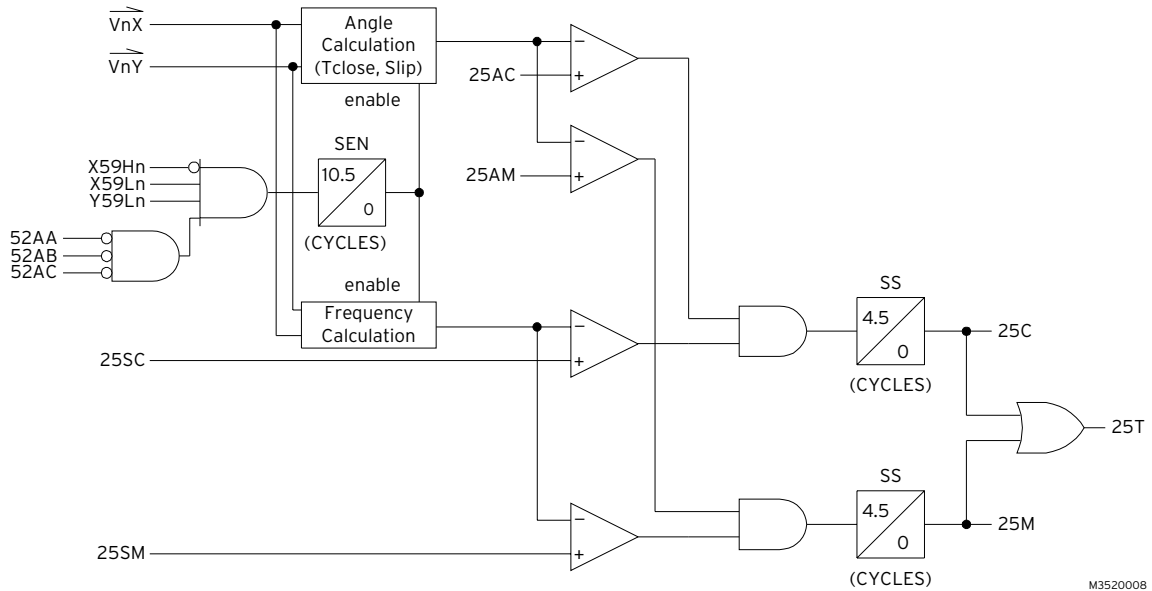 VnX
VnY
Angle
Calculation
(Tclose, Slip)
enable
25AC
− +
SEN
10.5
0
(CYCLES)
X59Hn
X59Ln
Y59Ln
52AA
52AB
52AC
25AM
− +
enable
Frequency
Calculation
25SC
− +
SS
4.5
0
(CYCLES)
25C
25T
25SM
− +
SS
4.5
0
(CYCLES)
25M
M3520008